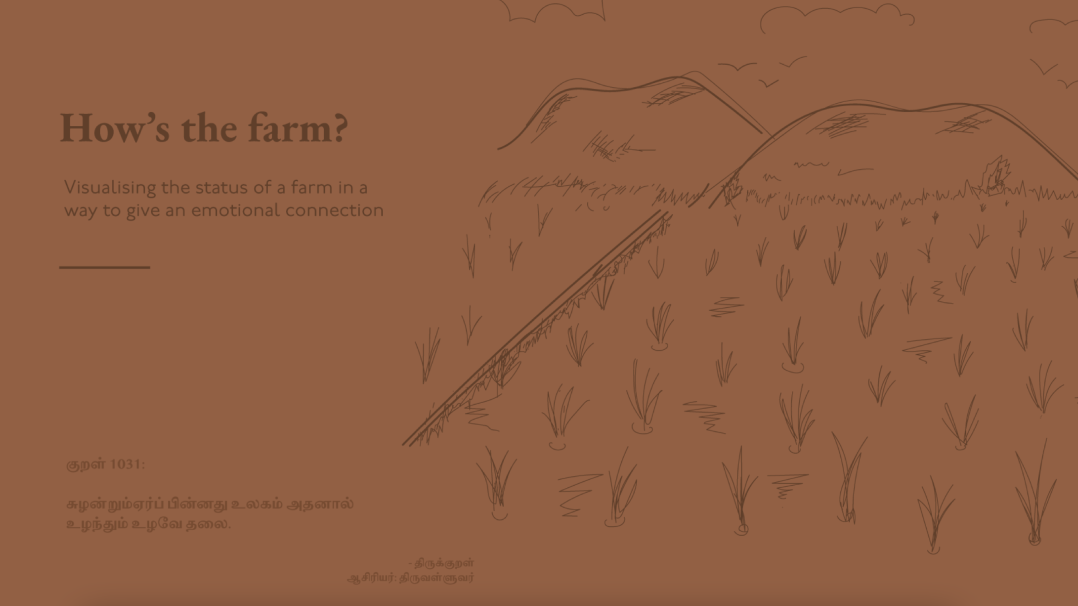 How's the farm?
Visualising the status of a farm in a
way to give an emotional connection
குறள் 1031:
சுழன்றும்ஏர்ப் பின்னது உலகம் அதனால்
உழந்தும் உழவே தலை.
- திருக்குறள்
ஆசிரியர்: திருவள்ளுவர்